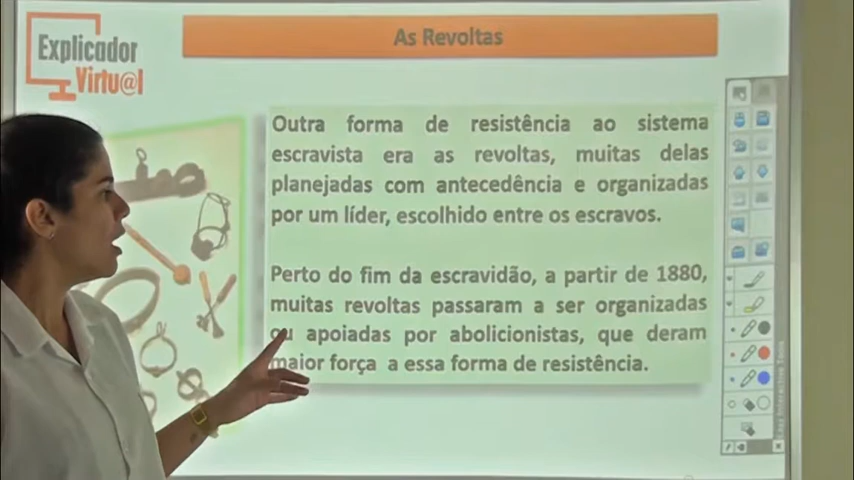 As Revoltas
Explicador
Virtu@l
Outra forma de resistência ao sistema
escravista era as revoltas, muitas delas
planejadas com antecedência e organizadas
por um líder, escolhido entre os escravos.
Perto do fim da escravidão, a partir de 1880,
muitas revoltas passaram a ser organizadas
ou apoiadas por abolicionistas, que deram
maior força a essa forma de resistência.